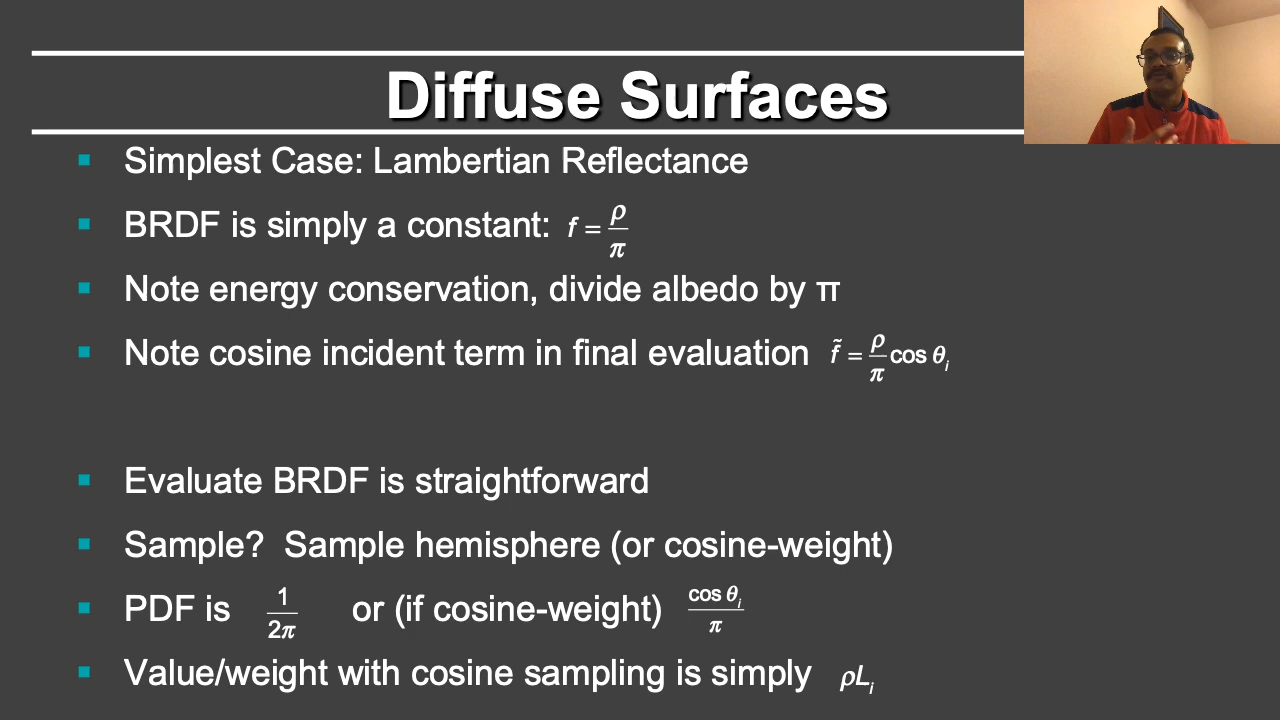 Diffuse Surfaces
Simplest Case: Lambertian Reflectance
BRDF is simply a constant: f = ρ/π
Note energy conservation, divide albedo by π
Note cosine incident term in final evaluation f̃ = ρ/π cos θᵢ
Evaluate BRDF is straightforward
Sample? Sample hemisphere (or cosine-weight)
PDF is 1/2π or (if cosine-weight) cos θᵢ/π
Value/weight with cosine sampling is simply ρLᵢ